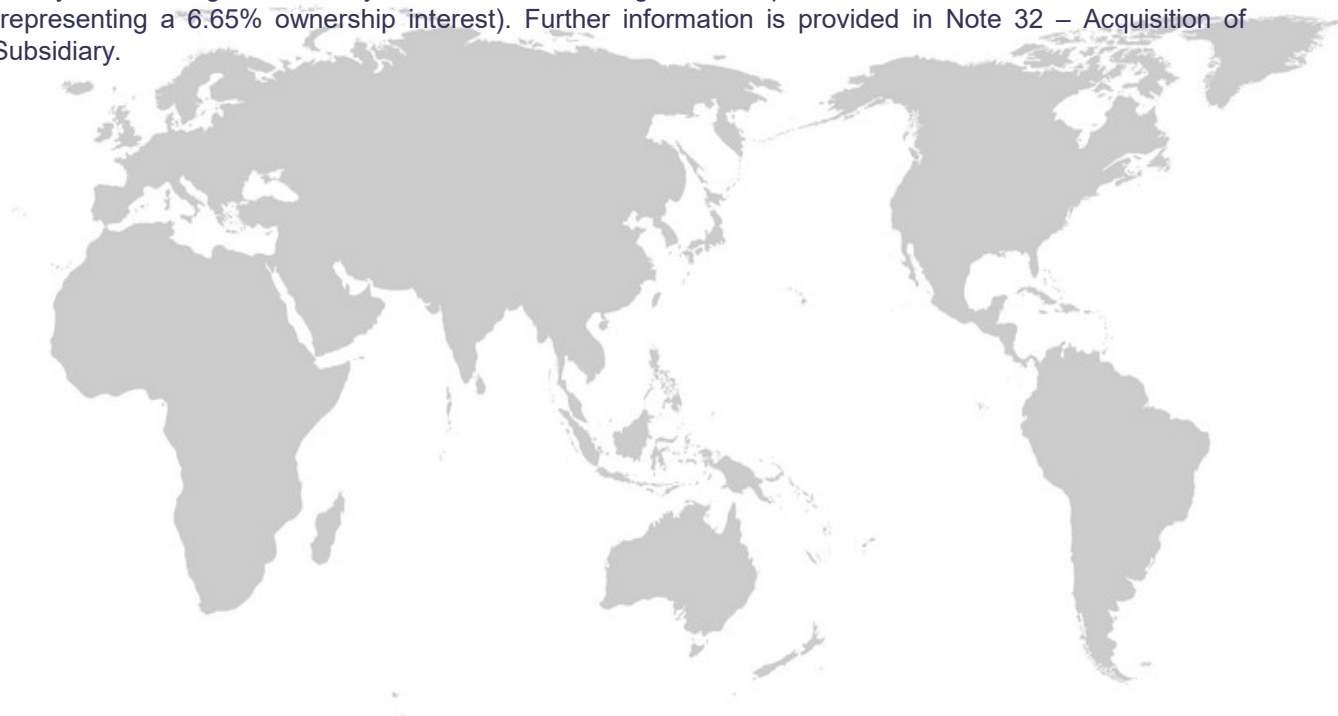 representing a 6.65% ownership interest). Further information is provided in Note 32 – Acquisition of
Subsidiary.